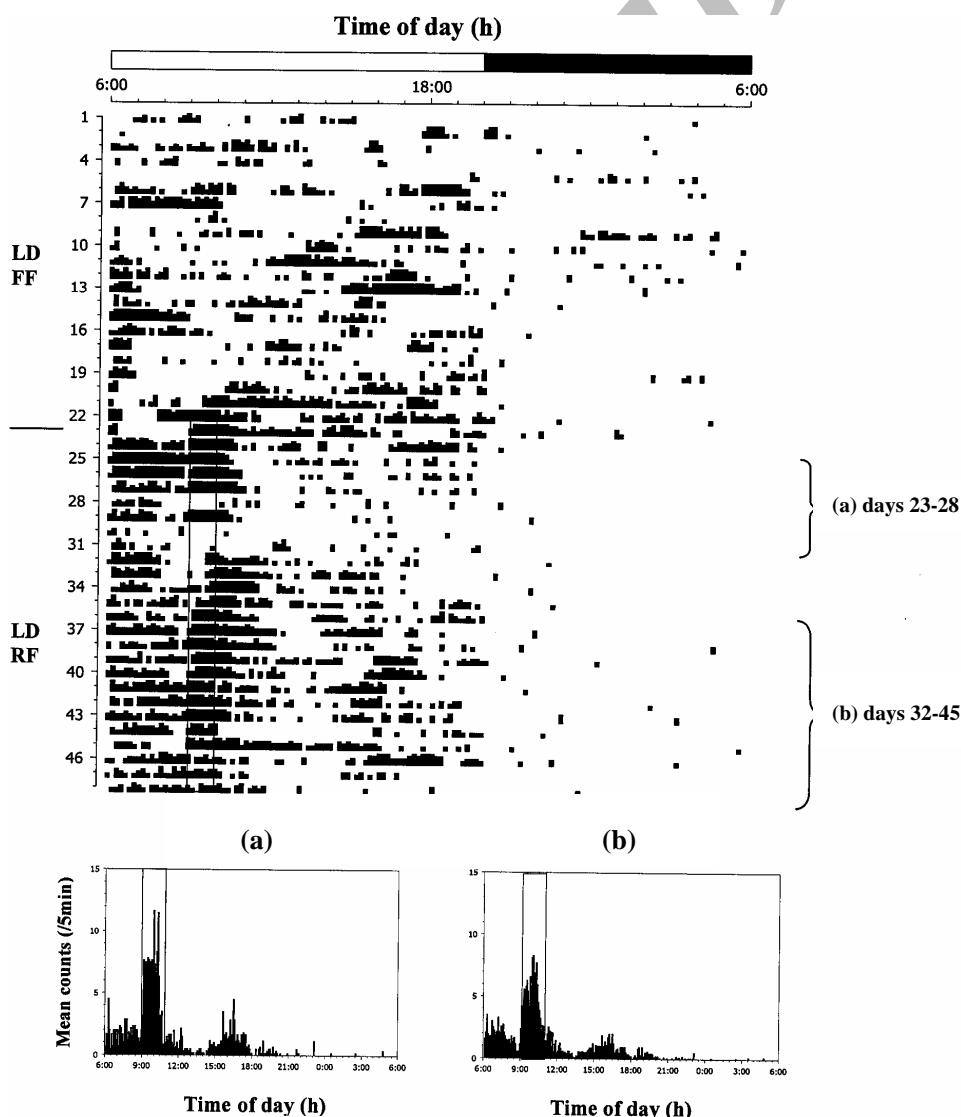 Time of day (h)
6:00 18:00 6:00
1
4
7
10
13
16
19
22
25
28
31
34
37
40
43
46
LD
FF
LD
RF
(a) days 23-28
(b) days 32-45
(a) (b)
Mean counts (/5min)
15
10
5
0
6:00 9:00 12:00 15:00 18:00 21:00 0:00 3:00 6:00
Time of day (h)
15
10
5
0
6:00 9:00 12:00 15:00 18:00 21:00 0:00 3:00 6:00
Time of day (h)